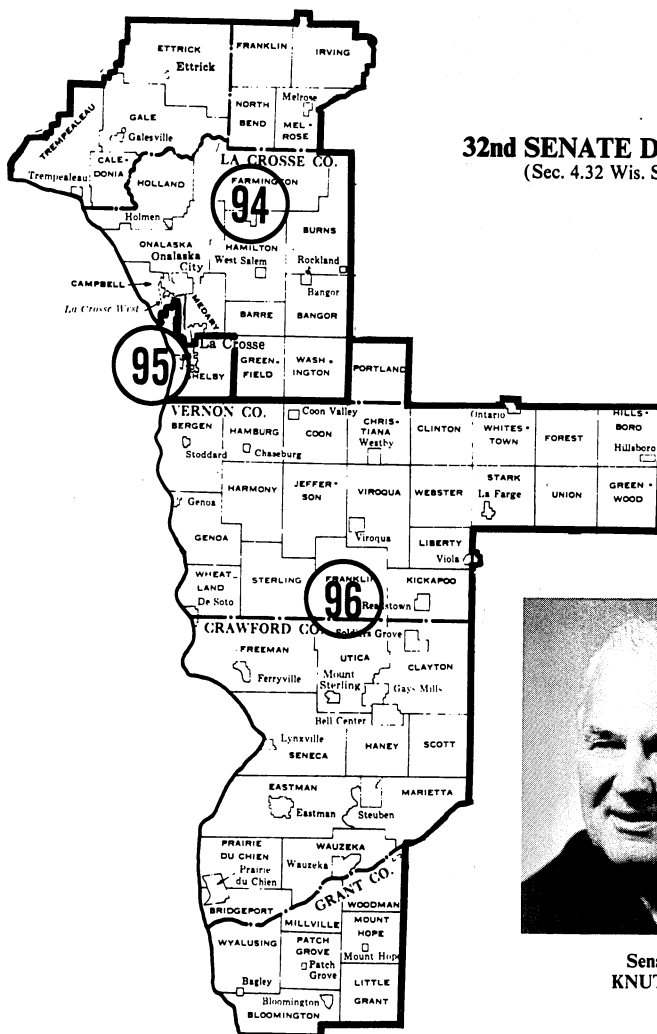 32nd SENATE D
(Sec. 4.32 Wis. S
ETTRICK
Ettrick
FRANKLIN
IRVING
NORTH
BEND
Melrose
MEL-
ROSE
TREMPEALEAU
GALE
Galesville
CALE-
DONIA
Trempealeau
LA CROSSE CO.
HOLLAND
FARMINGTON
94
Holmen
BURNS
ONALASKA
Onalaska
City
HAMILTON
West Salem
Rockland
CAMPBELL
Bangor
La Crosse West
MEDARY
BARRE
BANGOR
La Crosse
95
SHELBY
GREEN-
FIELD
WASH-
INGTON
PORTLAND
VERNON CO.
BERGEN
Stoddard
HAMBURG
Chaseburg
Coon Valley
COON
CHRIS-
TIANA
Westby
CLINTON
Ontario
WHITES-
TOWN
FOREST
HILLS-
BORO
Hillsboro
HARMONY
JEFFER-
SON
VIROQUA
WEBSTER
STARK
La Farge
UNION
GREEN-
WOOD
Genoa
GENOA
Viroqua
LIBERTY
Viola
WHEAT-
LAND
De Soto
STERLING
FRANKLIN
96
KICKAPOO
Readstown
CRAWFORD CO.
Soldiers Grove
FREEMAN
Ferryville
UTICA
Mount
Sterling
CLAYTON
Gays Mills
Bell Center
Lynxville
SENECA
HANEY
SCOTT
EASTMAN
Eastman
Steuben
MARIETTA
PRAIRIE
DU CHIEN
Prairie
du Chien
WAUZEKA
Wauzeka
GRANT CO.
BRIDGEPORT
WOODMAN
MILLVILLE
WYALUSING
PATCH
GROVE
Patch
Grove
MOUNT
HOPE
Mount Hope
Bagley
LITTLE
GRANT
Bloomington
BLOOMINGTON
Sena
KNUT